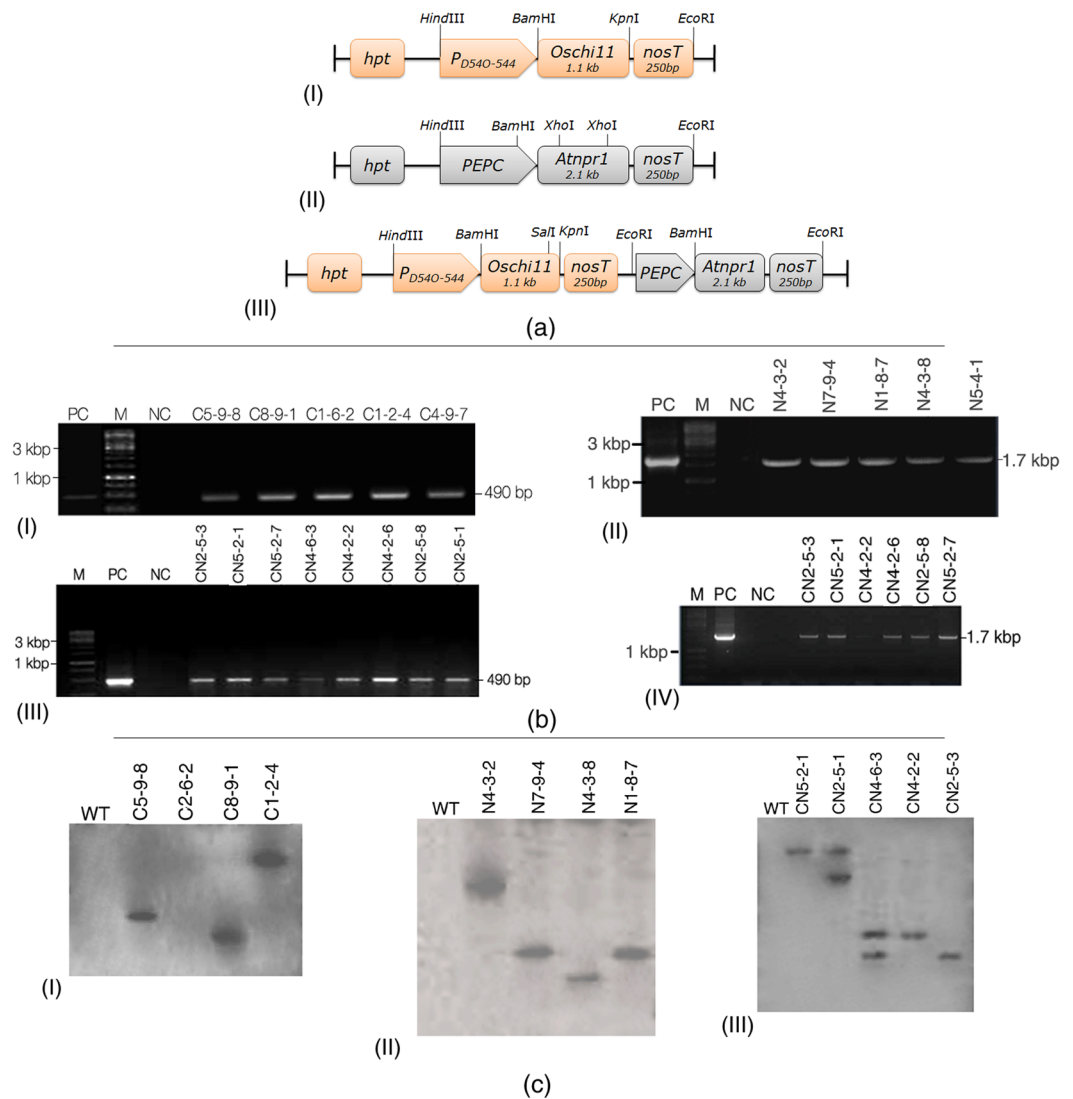 HindIII BamHI KpnI EcoRI
hpt P D54O-544 Oschi11 1.1 kb nosT 250bp
(I)
HindIII BamHI XhoI XhoI EcoRI
hpt PEPC Atnpr1 2.1 kb nosT 250bp
(II)
HindIII BamHI SalI KpnI EcoRI BamHI EcoRI
hpt P D54O-544 Oschi11 1.1 kb nosT 250bp PEPC Atnpr1 2.1 kb nosT 250bp
(III)
(a)
PC M NC C5-9-8 C8-9-1 C1-6-2 C1-2-4 C4-9-7
3 kbp
1 kbp
490 bp
(I)
PC M NC N4-3-2 N7-9-4 N1-8-7 N4-3-8 N5-4-1
3 kbp
1 kbp
1.7 kbp
(II)
M PC NC CN2-5-3 CN5-2-1 CN5-2-7 CN4-6-3 CN4-2-2 CN4-2-6 CN2-5-8 CN2-5-1
3 kbp
1 kbp
490 bp
(III)
M PC NC CN2-5-3 CN5-2-1 CN4-2-2 CN4-2-6 CN2-5-8 CN5-2-7
1 kbp
1.7 kbp
(IV)
(b)
WT C5-9-8 C2-6-2 C8-9-1 C1-2-4
(I)
WT N4-3-2 N7-9-4 N4-3-8 N1-8-7
(II)
WT CN5-2-1 CN2-5-1 CN4-6-3 CN4-2-2 CN2-5-3
(III)
(c)